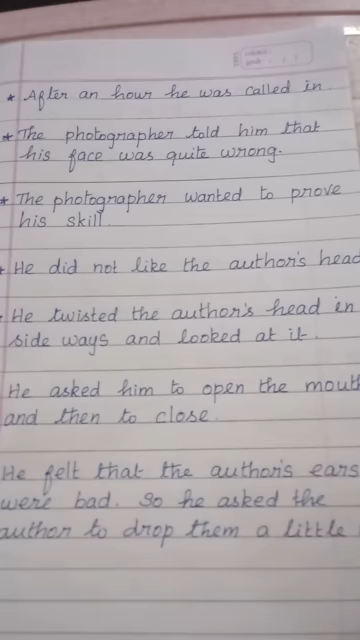 * After an hour he was called in.
* The photographer told him that
his face was quite wrong.
* The photographer wanted to prove
his skill.
He did not like the author's head
He twisted the author's head in
side ways and looked at it.
He asked him to open the mouth
and then to close.
He felt that the author's ears
were bad. So he asked the
author to drop them a little